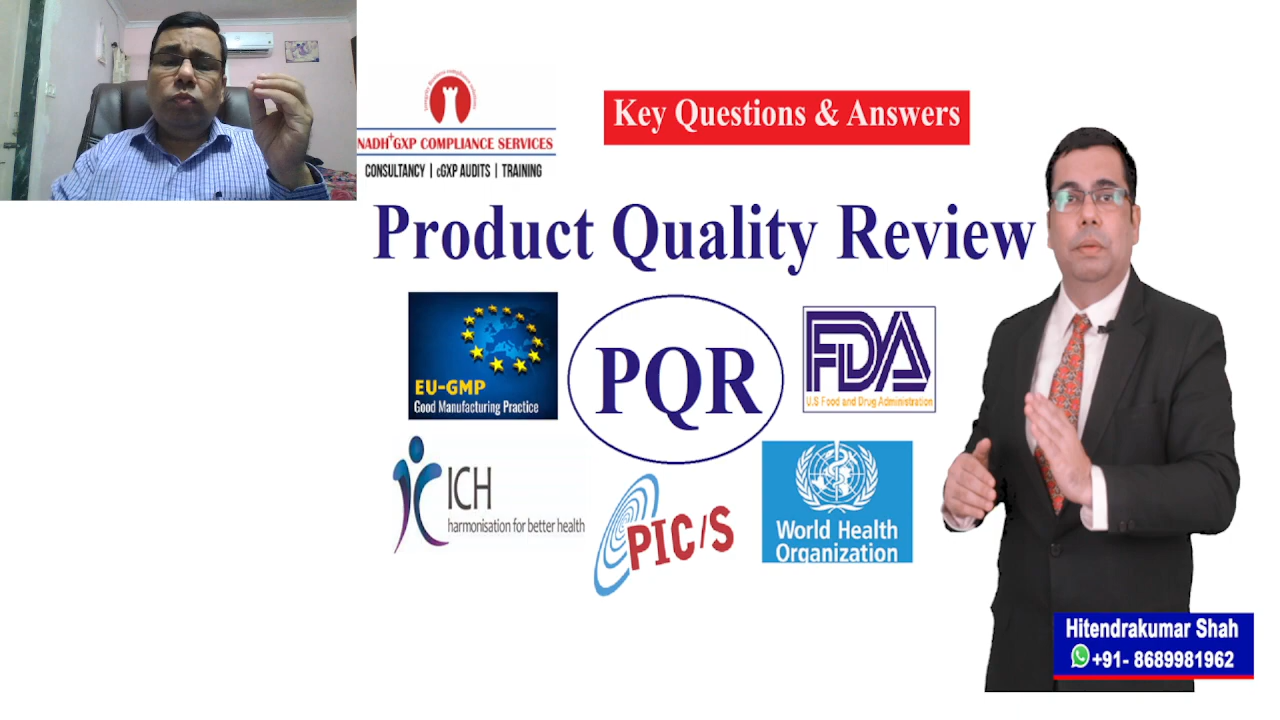 NADH+GXP COMPLIANCE SERVICES
CONSULTANCY | cGXP AUDITS | TRAINING
Key Questions & Answers
Product Quality Review
EU-GMP
Good Manufacturing Practice
PQR
FDA
U.S Food and Drug Administration
ICH
harmonisation for better health
PIC/S
World Health
Organization
Hitendrakumar Shah
+91- 8689981962